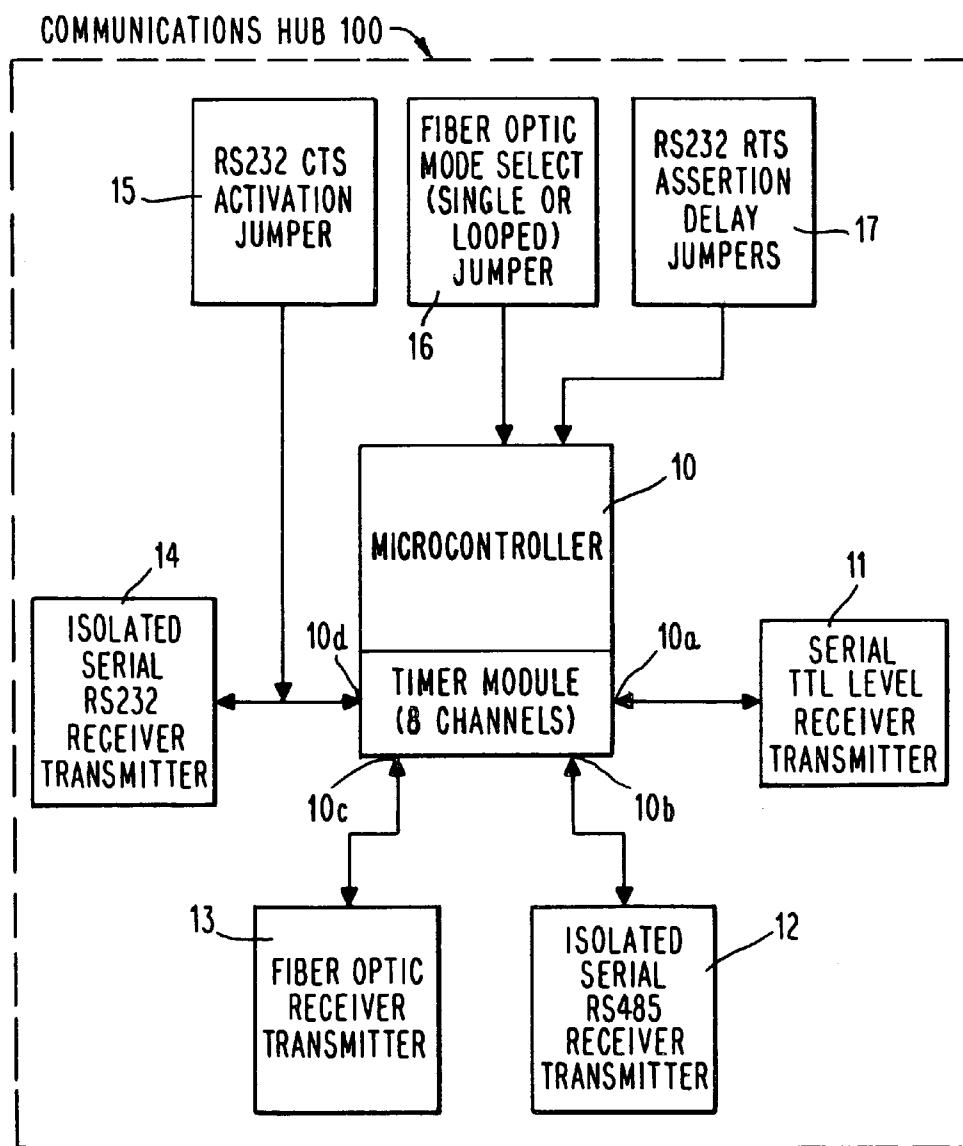 COMMUNICATIONS HUB 100
RS232 CTS
ACTIVATION
JUMPER
15
FIBER OPTIC
MODE SELECT
(SINGLE OR
LOOPED)
JUMPER
16
RS232 RTS
ASSERTION
DELAY
JUMPERS
17
10
MICROCONTROLLER
TIMER MODULE
(8 CHANNELS)
10d
10a
10c
10b
14
ISOLATED
SERIAL
RS232
RECEIVER
TRANSMITTER
11
SERIAL
TTL LEVEL
RECEIVER
TRANSMITTER
13
FIBER OPTIC
RECEIVER
TRANSMITTER
12
ISOLATED
SERIAL
RS485
RECEIVER
TRANSMITTER